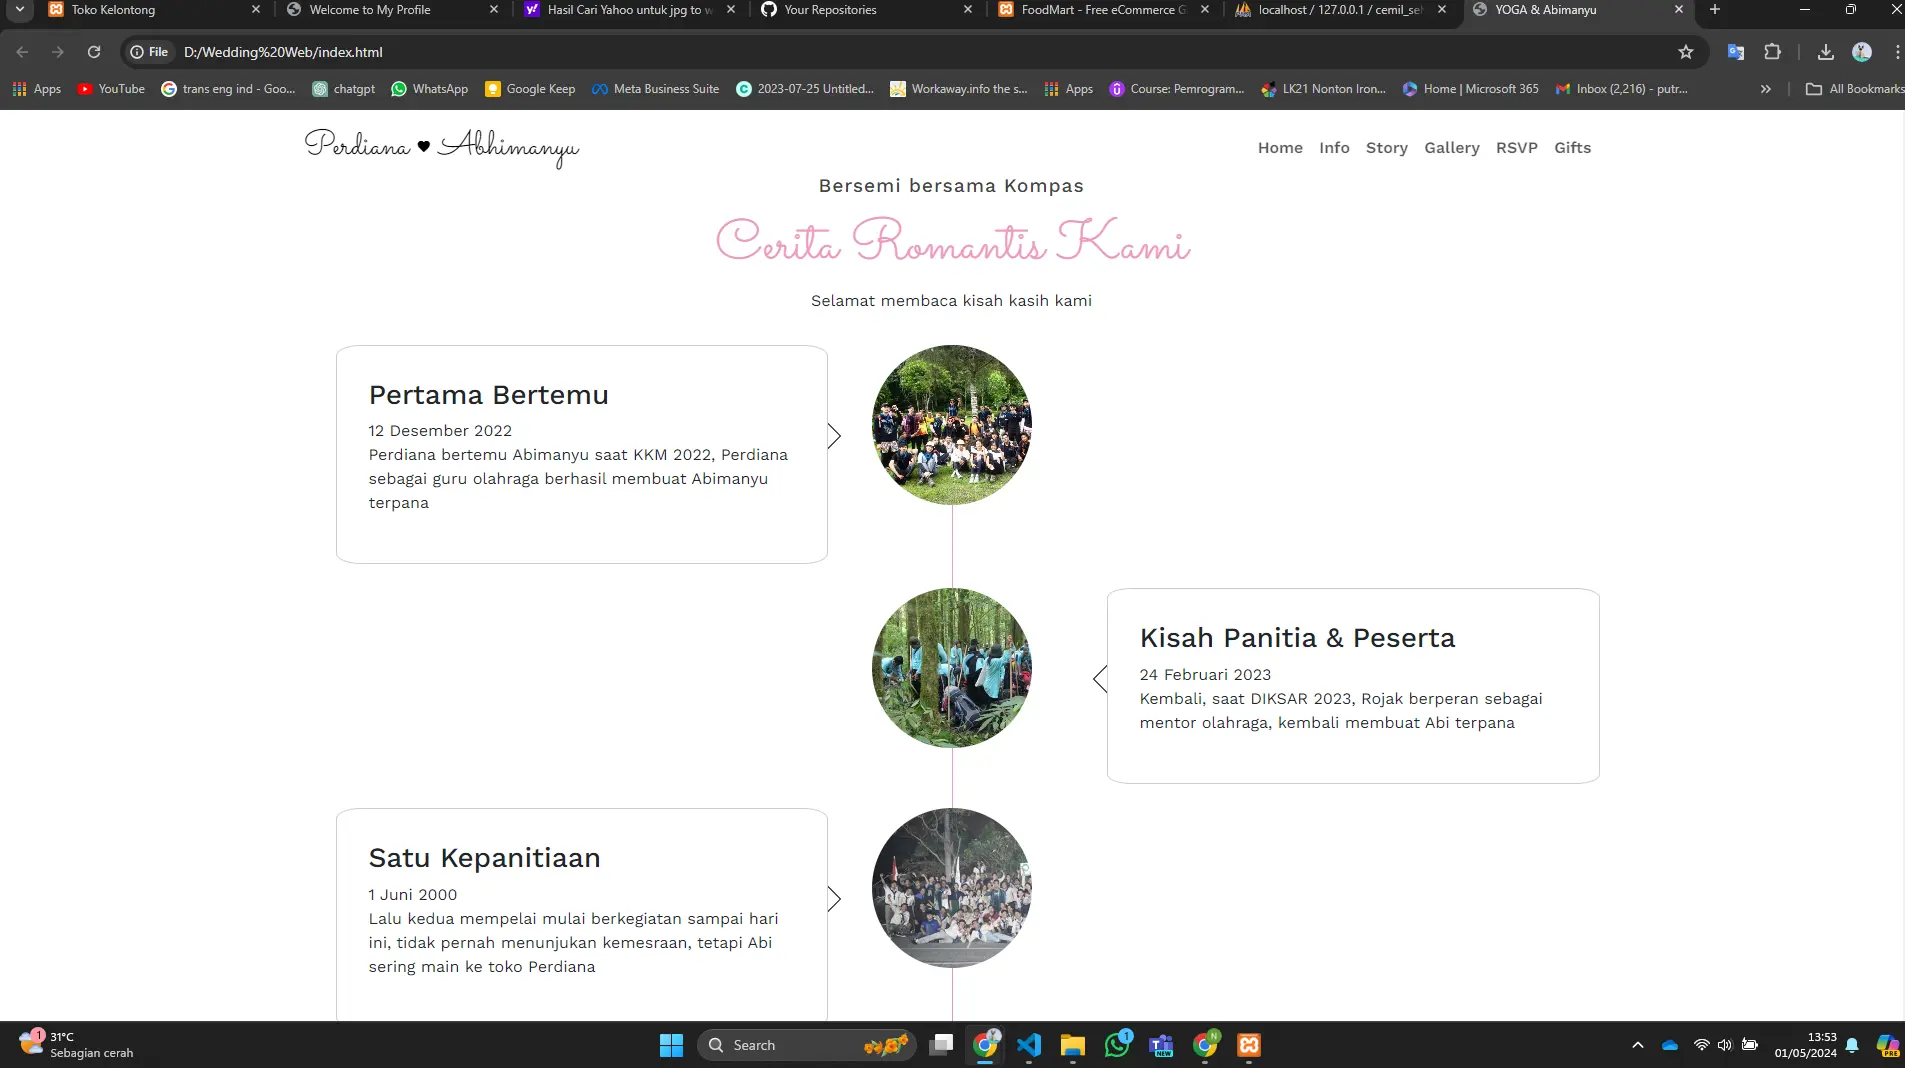 Toko Kelontong
Welcome to My Profile
Hasil Cari Yahoo untuk jpg to w
Your Repositories
FoodMart - Free eCommerce G
localhost / 127.0.0.1 / cemil_se
YOGA & Abimanyu
File
D:/Wedding%20Web/index.html
Apps
YouTube
trans eng ind - Goo...
chatgpt
WhatsApp
Google Keep
Meta Business Suite
2023-07-25 Untitled...
Workaway.info the s...
Apps
Course: Pemrogram...
LK21 Nonton Iron...
Home | Microsoft 365
Inbox (2,216) - putr...
All Bookmarks
Perdiana ♥ Abhimanyu
Home Info Story Gallery RSVP Gifts
Bersemi bersama Kompas
Cerita Romantis Kami
Selamat membaca kisah kasih kami
Pertama Bertemu
12 Desember 2022
Perdiana bertemu Abimanyu saat KKM 2022, Perdiana
sebagai guru olahraga berhasil membuat Abimanyu
terpana
Kisah Panitia & Peserta
24 Februari 2023
Kembali, saat DIKSAR 2023, Rojak berperan sebagai
mentor olahraga, kembali membuat Abi terpana
Satu Kepanitiaan
1 Juni 2000
Lalu kedua mempelai mulai berkegiatan sampai hari
ini, tidak pernah menunjukan kemesraan, tetapi Abi
sering main ke toko Perdiana
1
31°C
Sebagian cerah
Search
1
NEW
N
13:53
01/05/2024
PRE